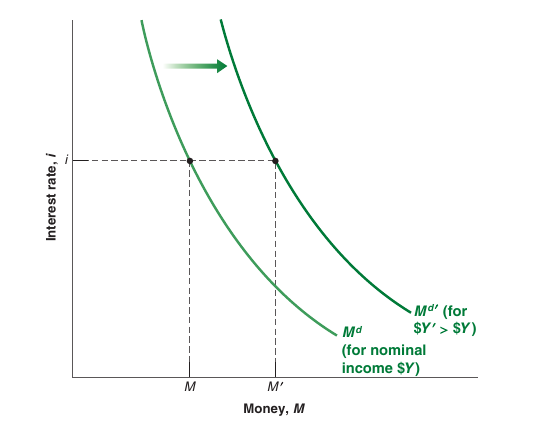 Interest rate, i
i
M
M′
Money, M
Md′ (for
$Y′ > $Y)
Md
(for nominal
income $Y)